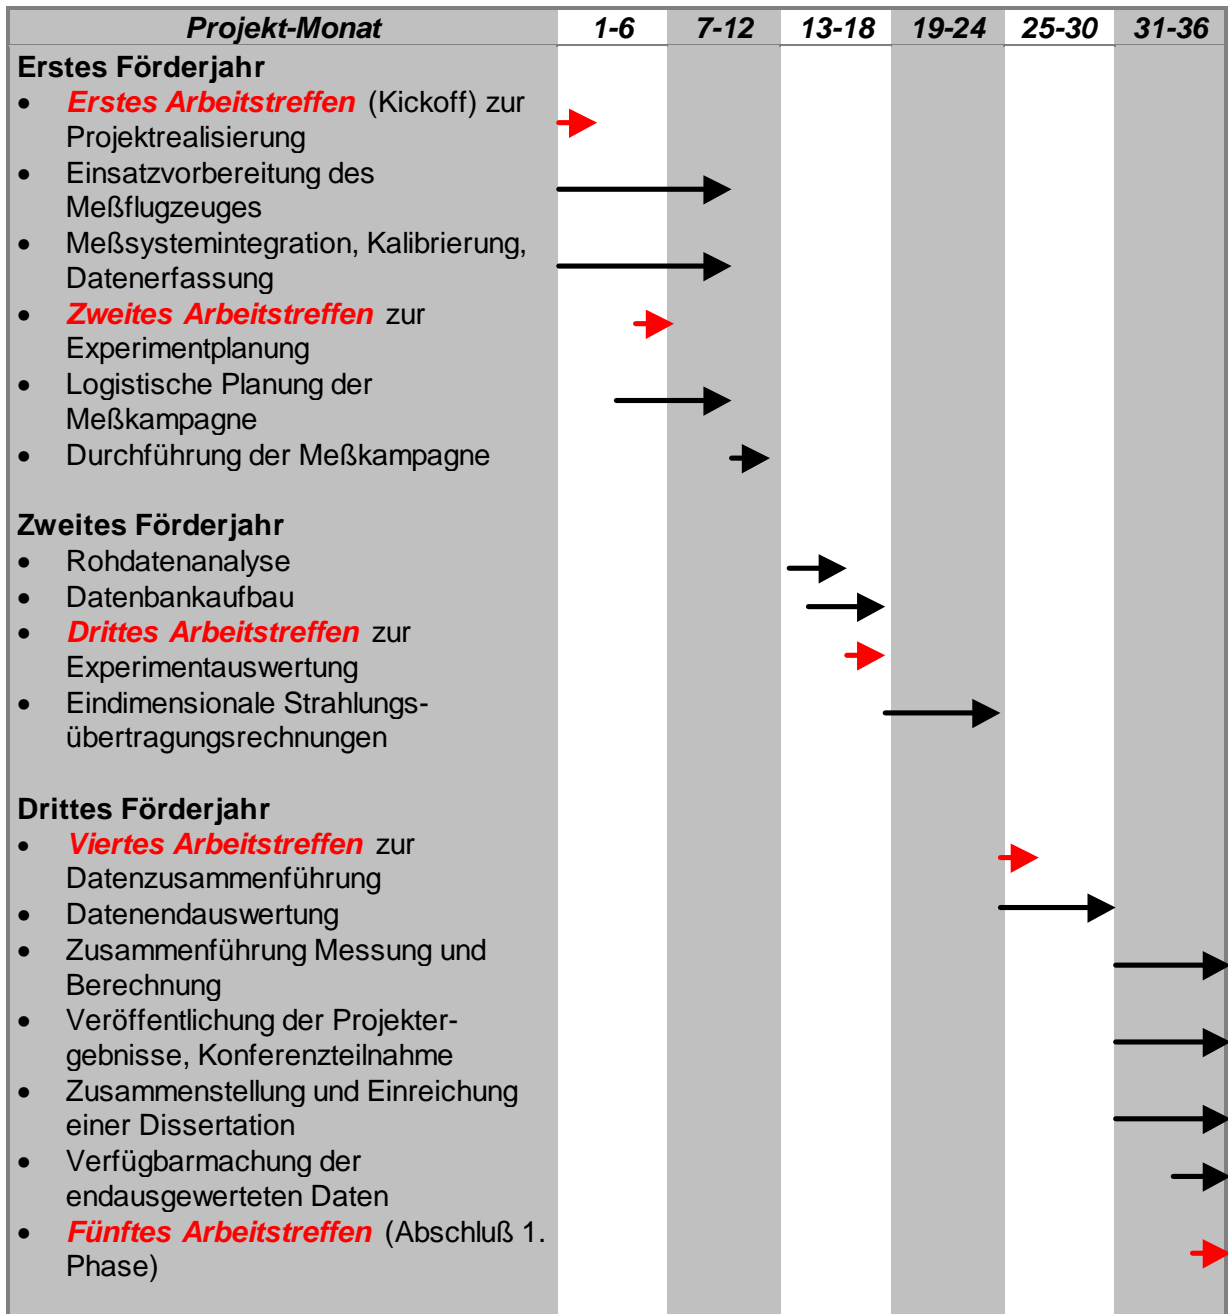 Projekt-Monat 1-6 7-12 13-18 19-24 25-30 31-36
Erstes Förderjahr
• Erstes Arbeitstreffen (Kickoff) zur
Projektrealisierung
• Einsatzvorbereitung des
Meßflugzeuges
• Meßsystemintegration, Kalibrierung,
Datenerfassung
• Zweites Arbeitstreffen zur
Experimentplanung
• Logistische Planung der
Meßkampagne
• Durchführung der Meßkampagne
Zweites Förderjahr
• Rohdatenanalyse
• Datenbankaufbau
• Drittes Arbeitstreffen zur
Experimentauswertung
• Eindimensionale Strahlungs-
übertragungsrechnungen
Drittes Förderjahr
• Viertes Arbeitstreffen zur
Datenzusammenführung
• Datenendauswertung
• Zusammenführung Messung und
Berechnung
• Veröffentlichung der Projekter-
gebnisse, Konferenzteilnahme
• Zusammenstellung und Einreichung
einer Dissertation
• Verfügbarmachung der
endausgewerteten Daten
• Fünftes Arbeitstreffen (Abschluß 1.
Phase)